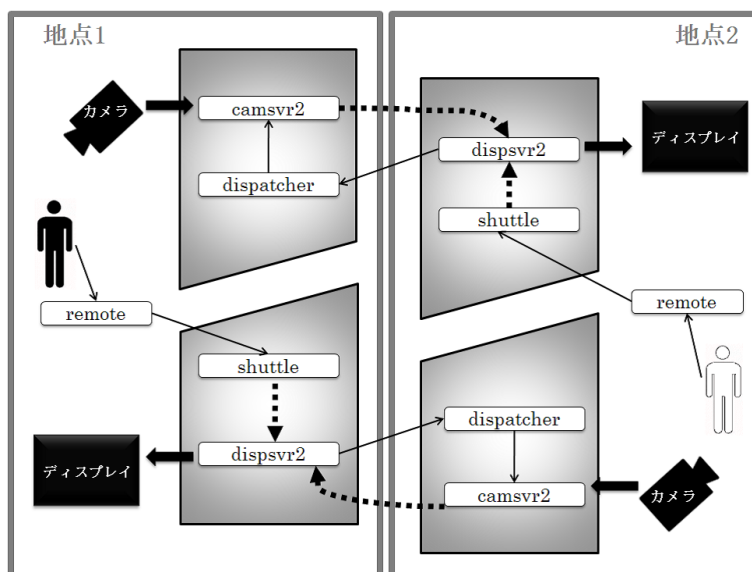 地点1
カメラ
camsvr2
dispatcher
remote
shuttle
dispsvr2
ディスプレイ
地点2
dispsvr2
ディスプレイ
shuttle
remote
dispatcher
camsvr2
カメラ